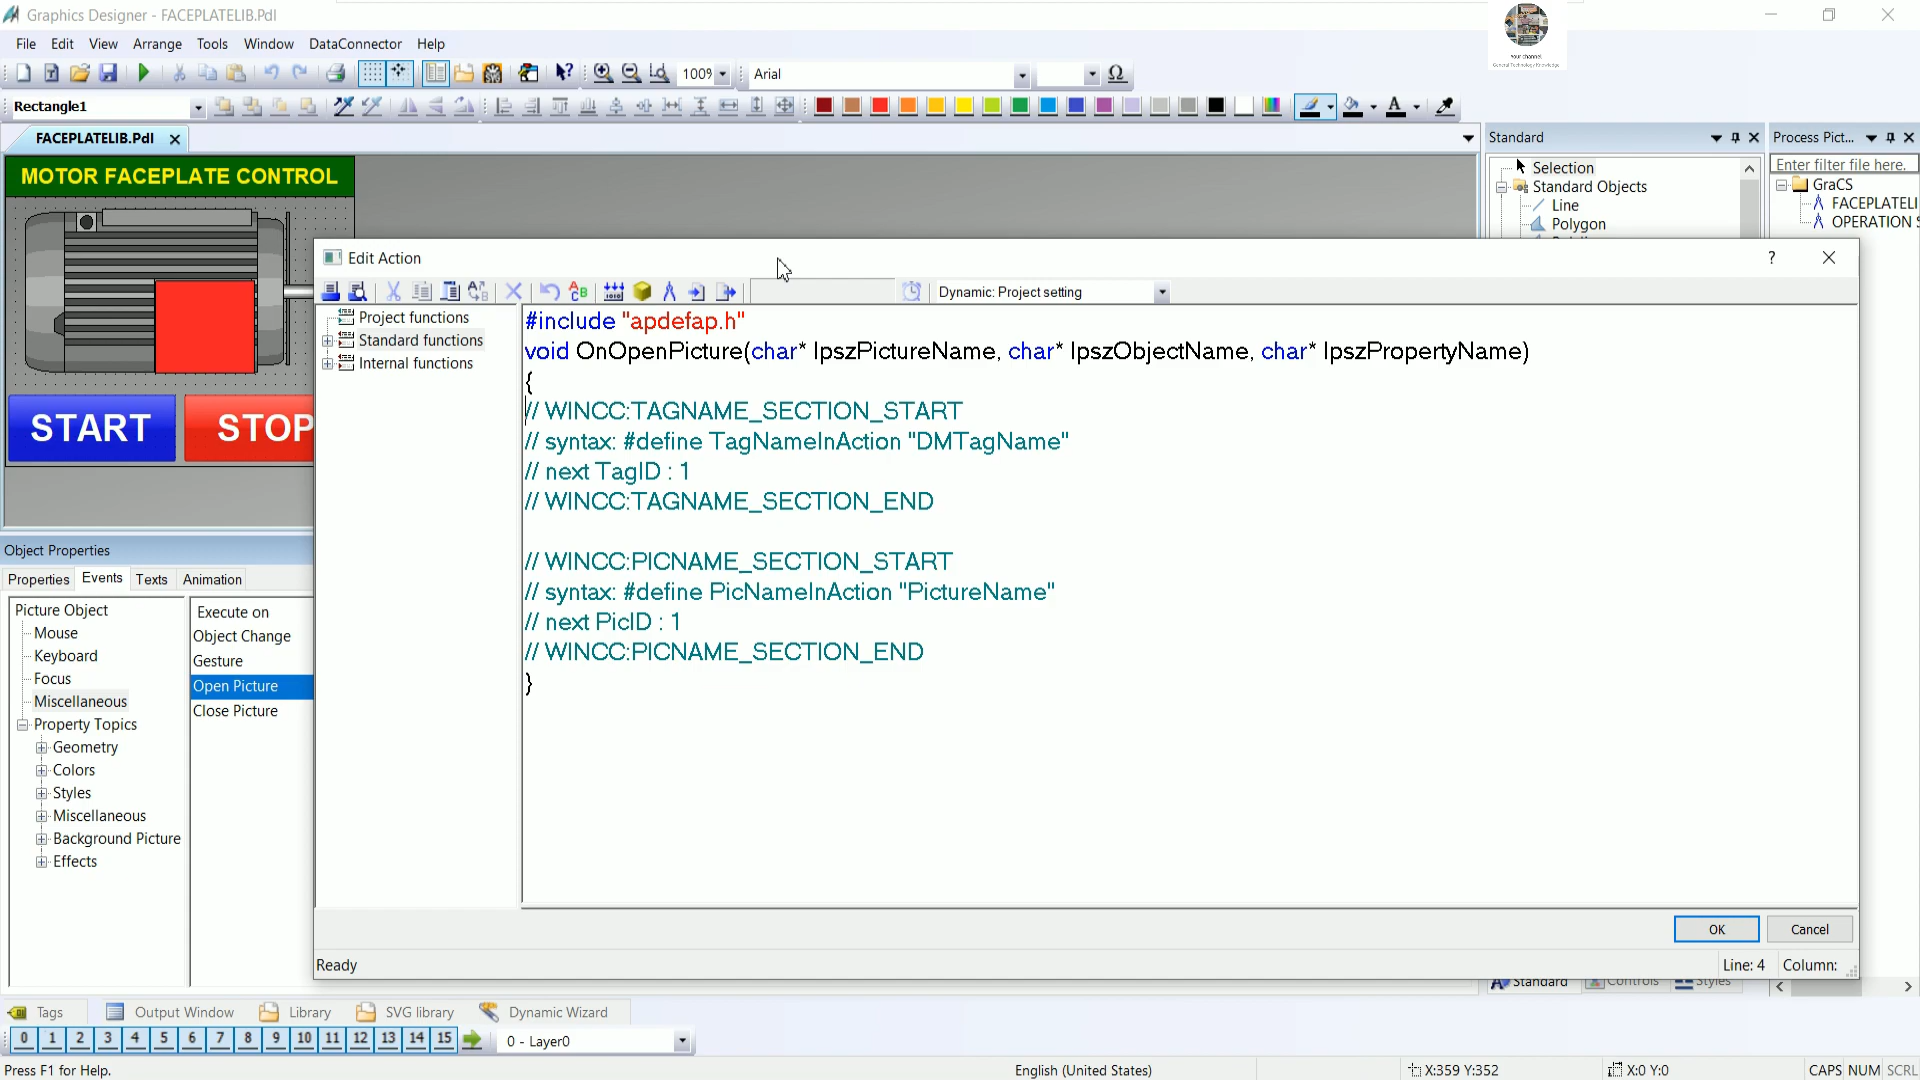 Graphics Designer - FACEPLATELIB.Pdl
Your channel
General Technology Knowledge
File Edit View Arrange Tools Window DataConnector Help
100% Arial
Rectangle1
FACEPLATELIB.Pdl
Standard
Process Pict...
MOTOR FACEPLATE CONTROL
Selection
Standard Objects
Line
Polygon
Enter filter file here.
GraCS
FACEPLATELI
OPERATION
START
STOP
Edit Action
?
Dynamic: Project setting
Project functions
Standard functions
Internal functions
#include "apdefap.h"
void OnOpenPicture(char* lpszPictureName, char* lpszObjectName, char* lpszPropertyName)
{
// WINCC:TAGNAME_SECTION_START
// syntax: #define TagNameInAction "DMTagName"
// next TagID : 1
// WINCC:TAGNAME_SECTION_END
// WINCC:PICNAME_SECTION_START
// syntax: #define PicNameInAction "PictureName"
// next PicID : 1
// WINCC:PICNAME_SECTION_END
}
OK Cancel
Ready
Line: 4 Column:
Object Properties
Properties Events Texts Animation
Picture Object
Mouse
Keyboard
Focus
Miscellaneous
Property Topics
Geometry
Colors
Styles
Miscellaneous
Background Picture
Effects
Execute on
Object Change
Gesture
Open Picture
Close Picture
Standard Controls Styles
Tags Output Window Library SVG library Dynamic Wizard
0 1 2 3 4 5 6 7 8 9 10 11 12 13 14 15 0 - Layer0
Press F1 for Help. English (United States) X:359 Y:352 X:0 Y:0 CAPS NUM SCRL